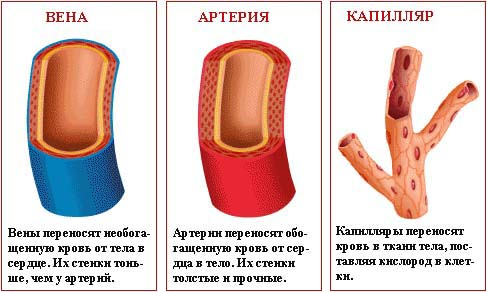 ВЕНА
Вены переносят необога-
щенную кровь от тела в
сердце. Их стенки тонь-
ше, чем у артерий.
АРТЕРИЯ
Артерии переносят обо-
гащенную кровь от сер-
дца в тело. Их стенки
толстые и прочные.
КАПИЛЛЯР
Капилляры переносят
кровь в ткани тела, пос-
тавляя кислород в клет-
ки.